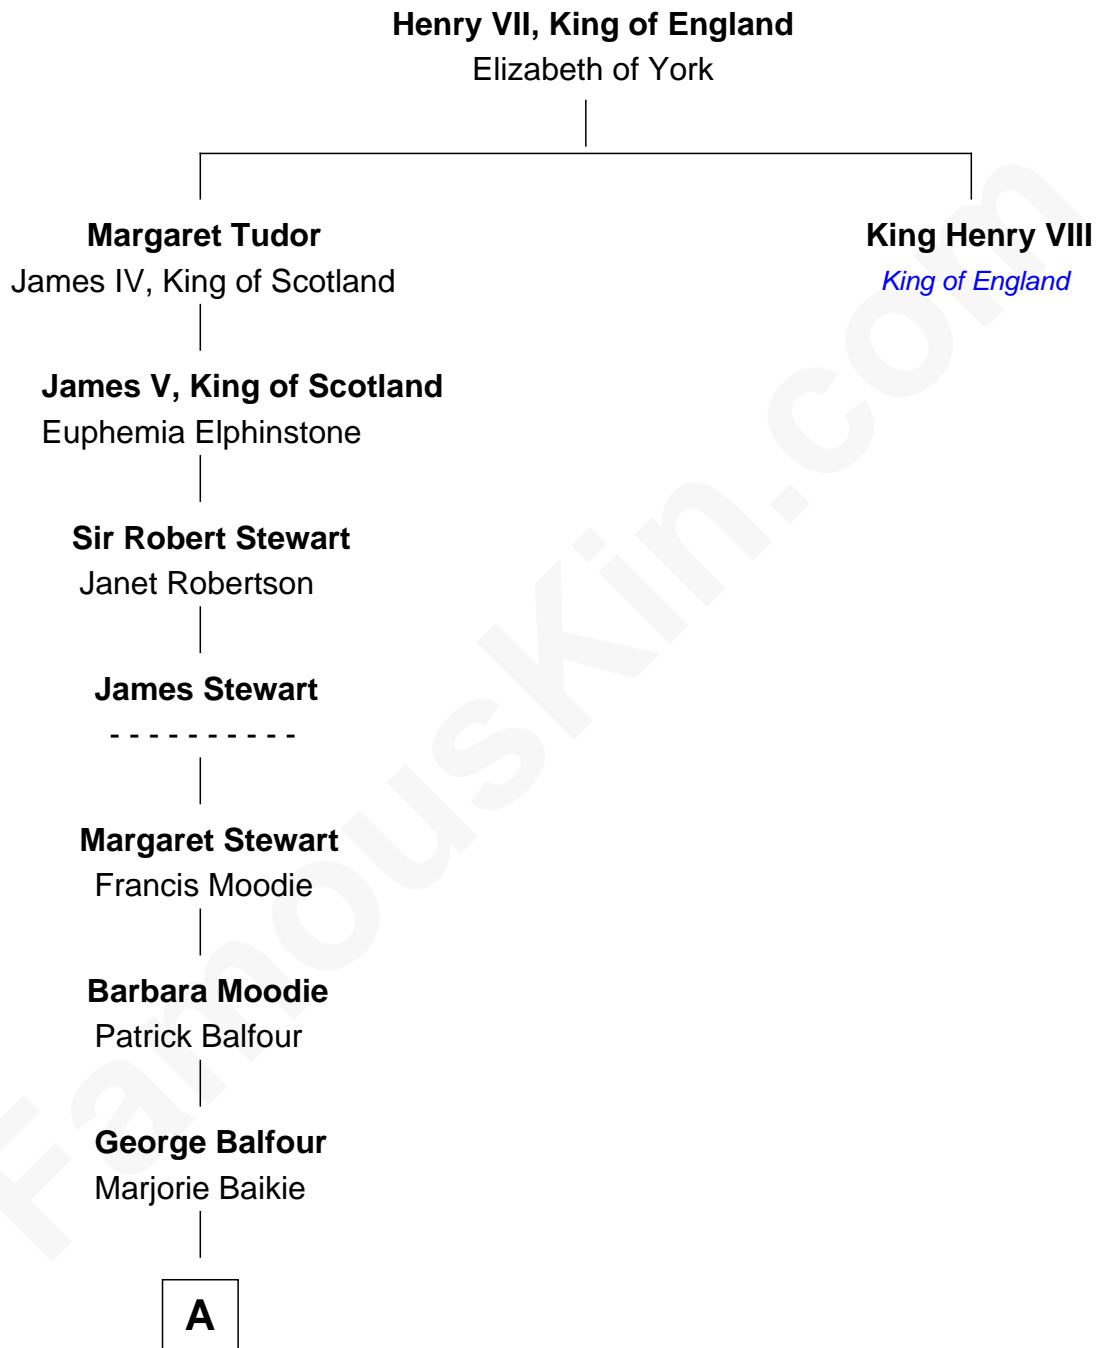 Henry VII, King of England
Elizabeth of York
Margaret Tudor
James IV, King of Scotland
King Henry VIII
King of England
James V, King of Scotland
Euphemia Elphinstone
Sir Robert Stewart
Janet Robertson
James Stewart
- - - - - - - - - -
Margaret Stewart
Francis Moodie
Barbara Moodie
Patrick Balfour
George Balfour
Marjorie Baikie
A
FamousKin.com